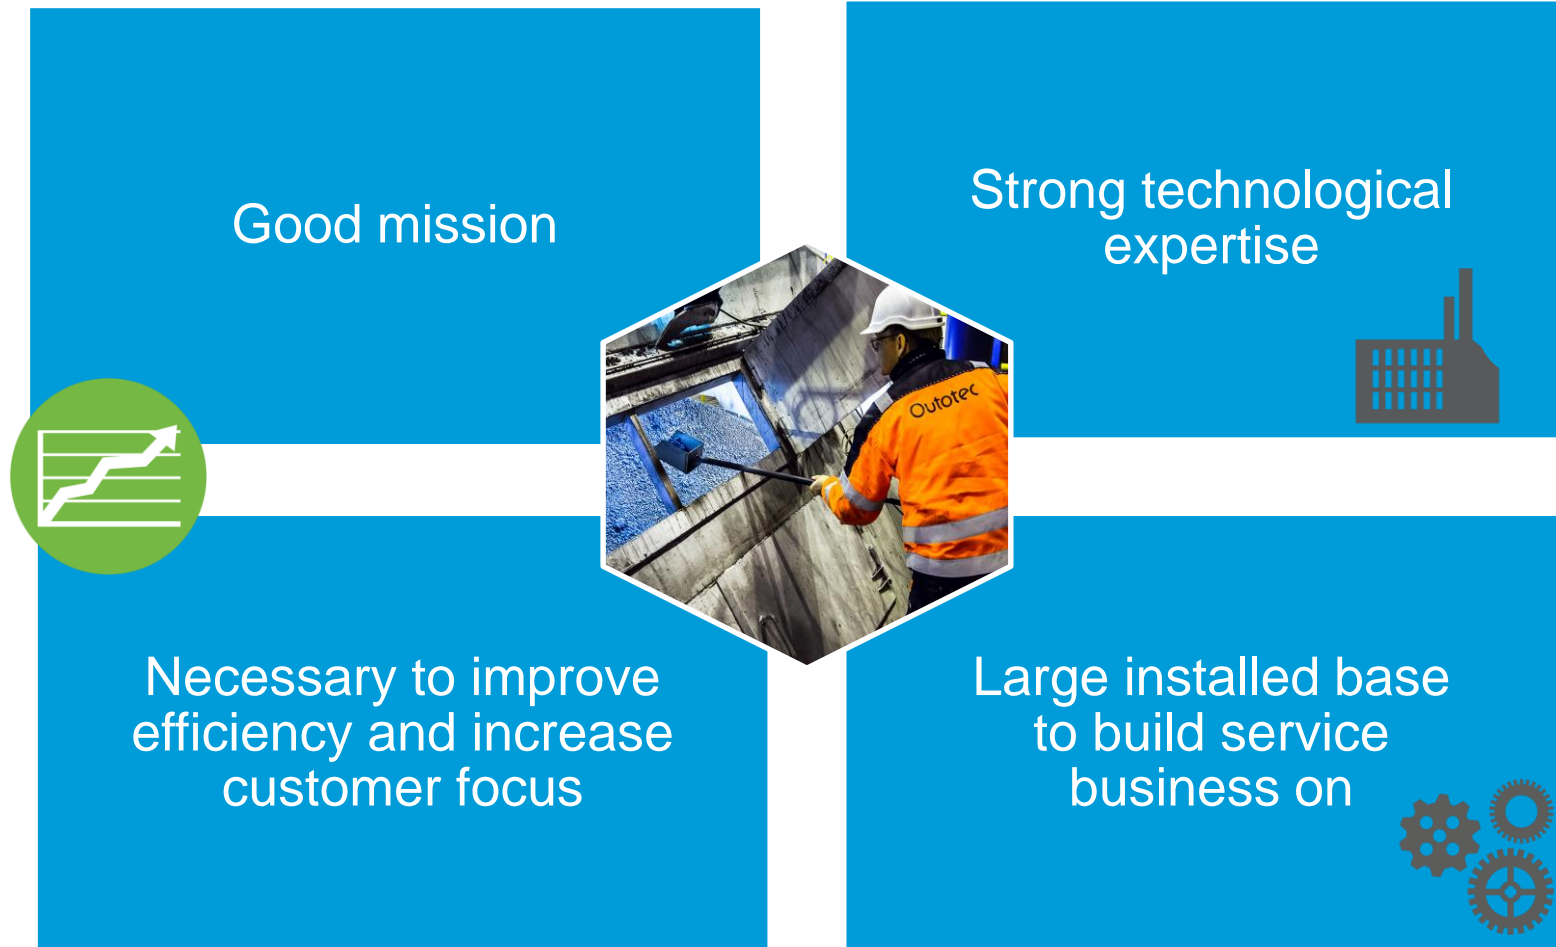 Good mission
Strong technological
expertise
Outotec
Necessary to improve
efficiency and increase
customer focus
Large installed base
to build service
business on